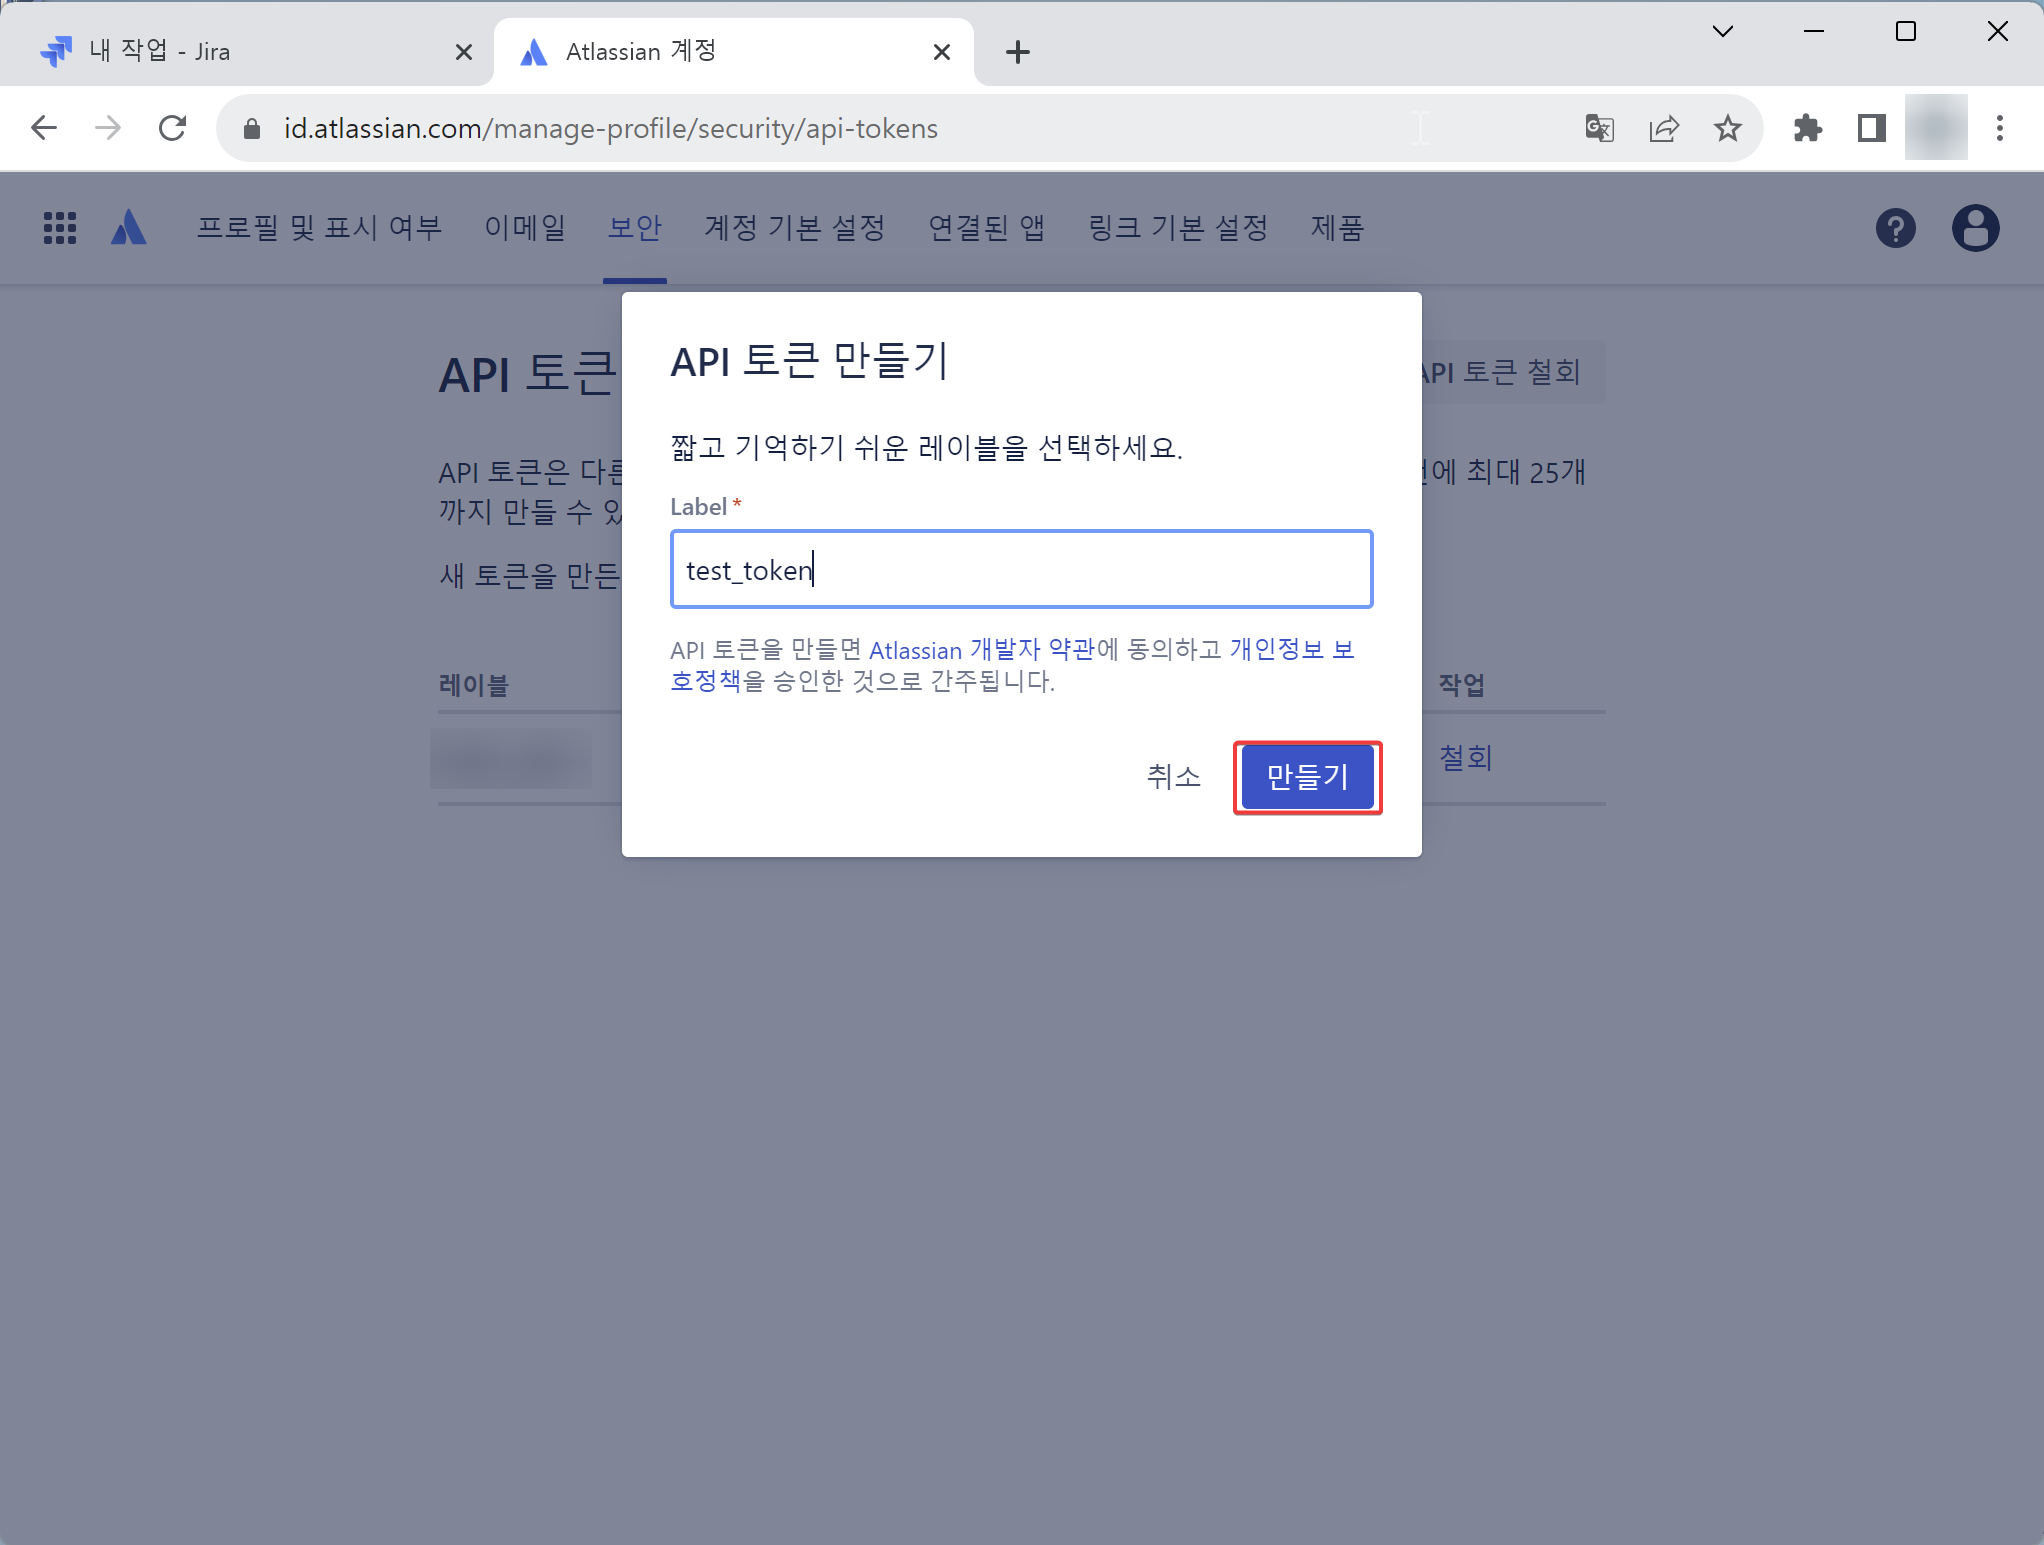 내 작업 - Jira
Atlassian 계정
id.atlassian.com/manage-profile/security/api-tokens
프로필 및 표시 여부 이메일 보안 계정 기본 설정 연결된 앱 링크 기본 설정 제품
API 토큰 만들기
API 토큰
API 토큰 철회
짧고 기억하기 쉬운 레이블을 선택하세요.
API 토큰은 다른
에 최대 25개
까지 만들 수 있
Label *
test_token
새 토큰을 만든
API 토큰을 만들면 Atlassian 개발자 약관에 동의하고 개인정보 보
호정책을 승인한 것으로 간주됩니다.
레이블
작업
취소
만들기
철회